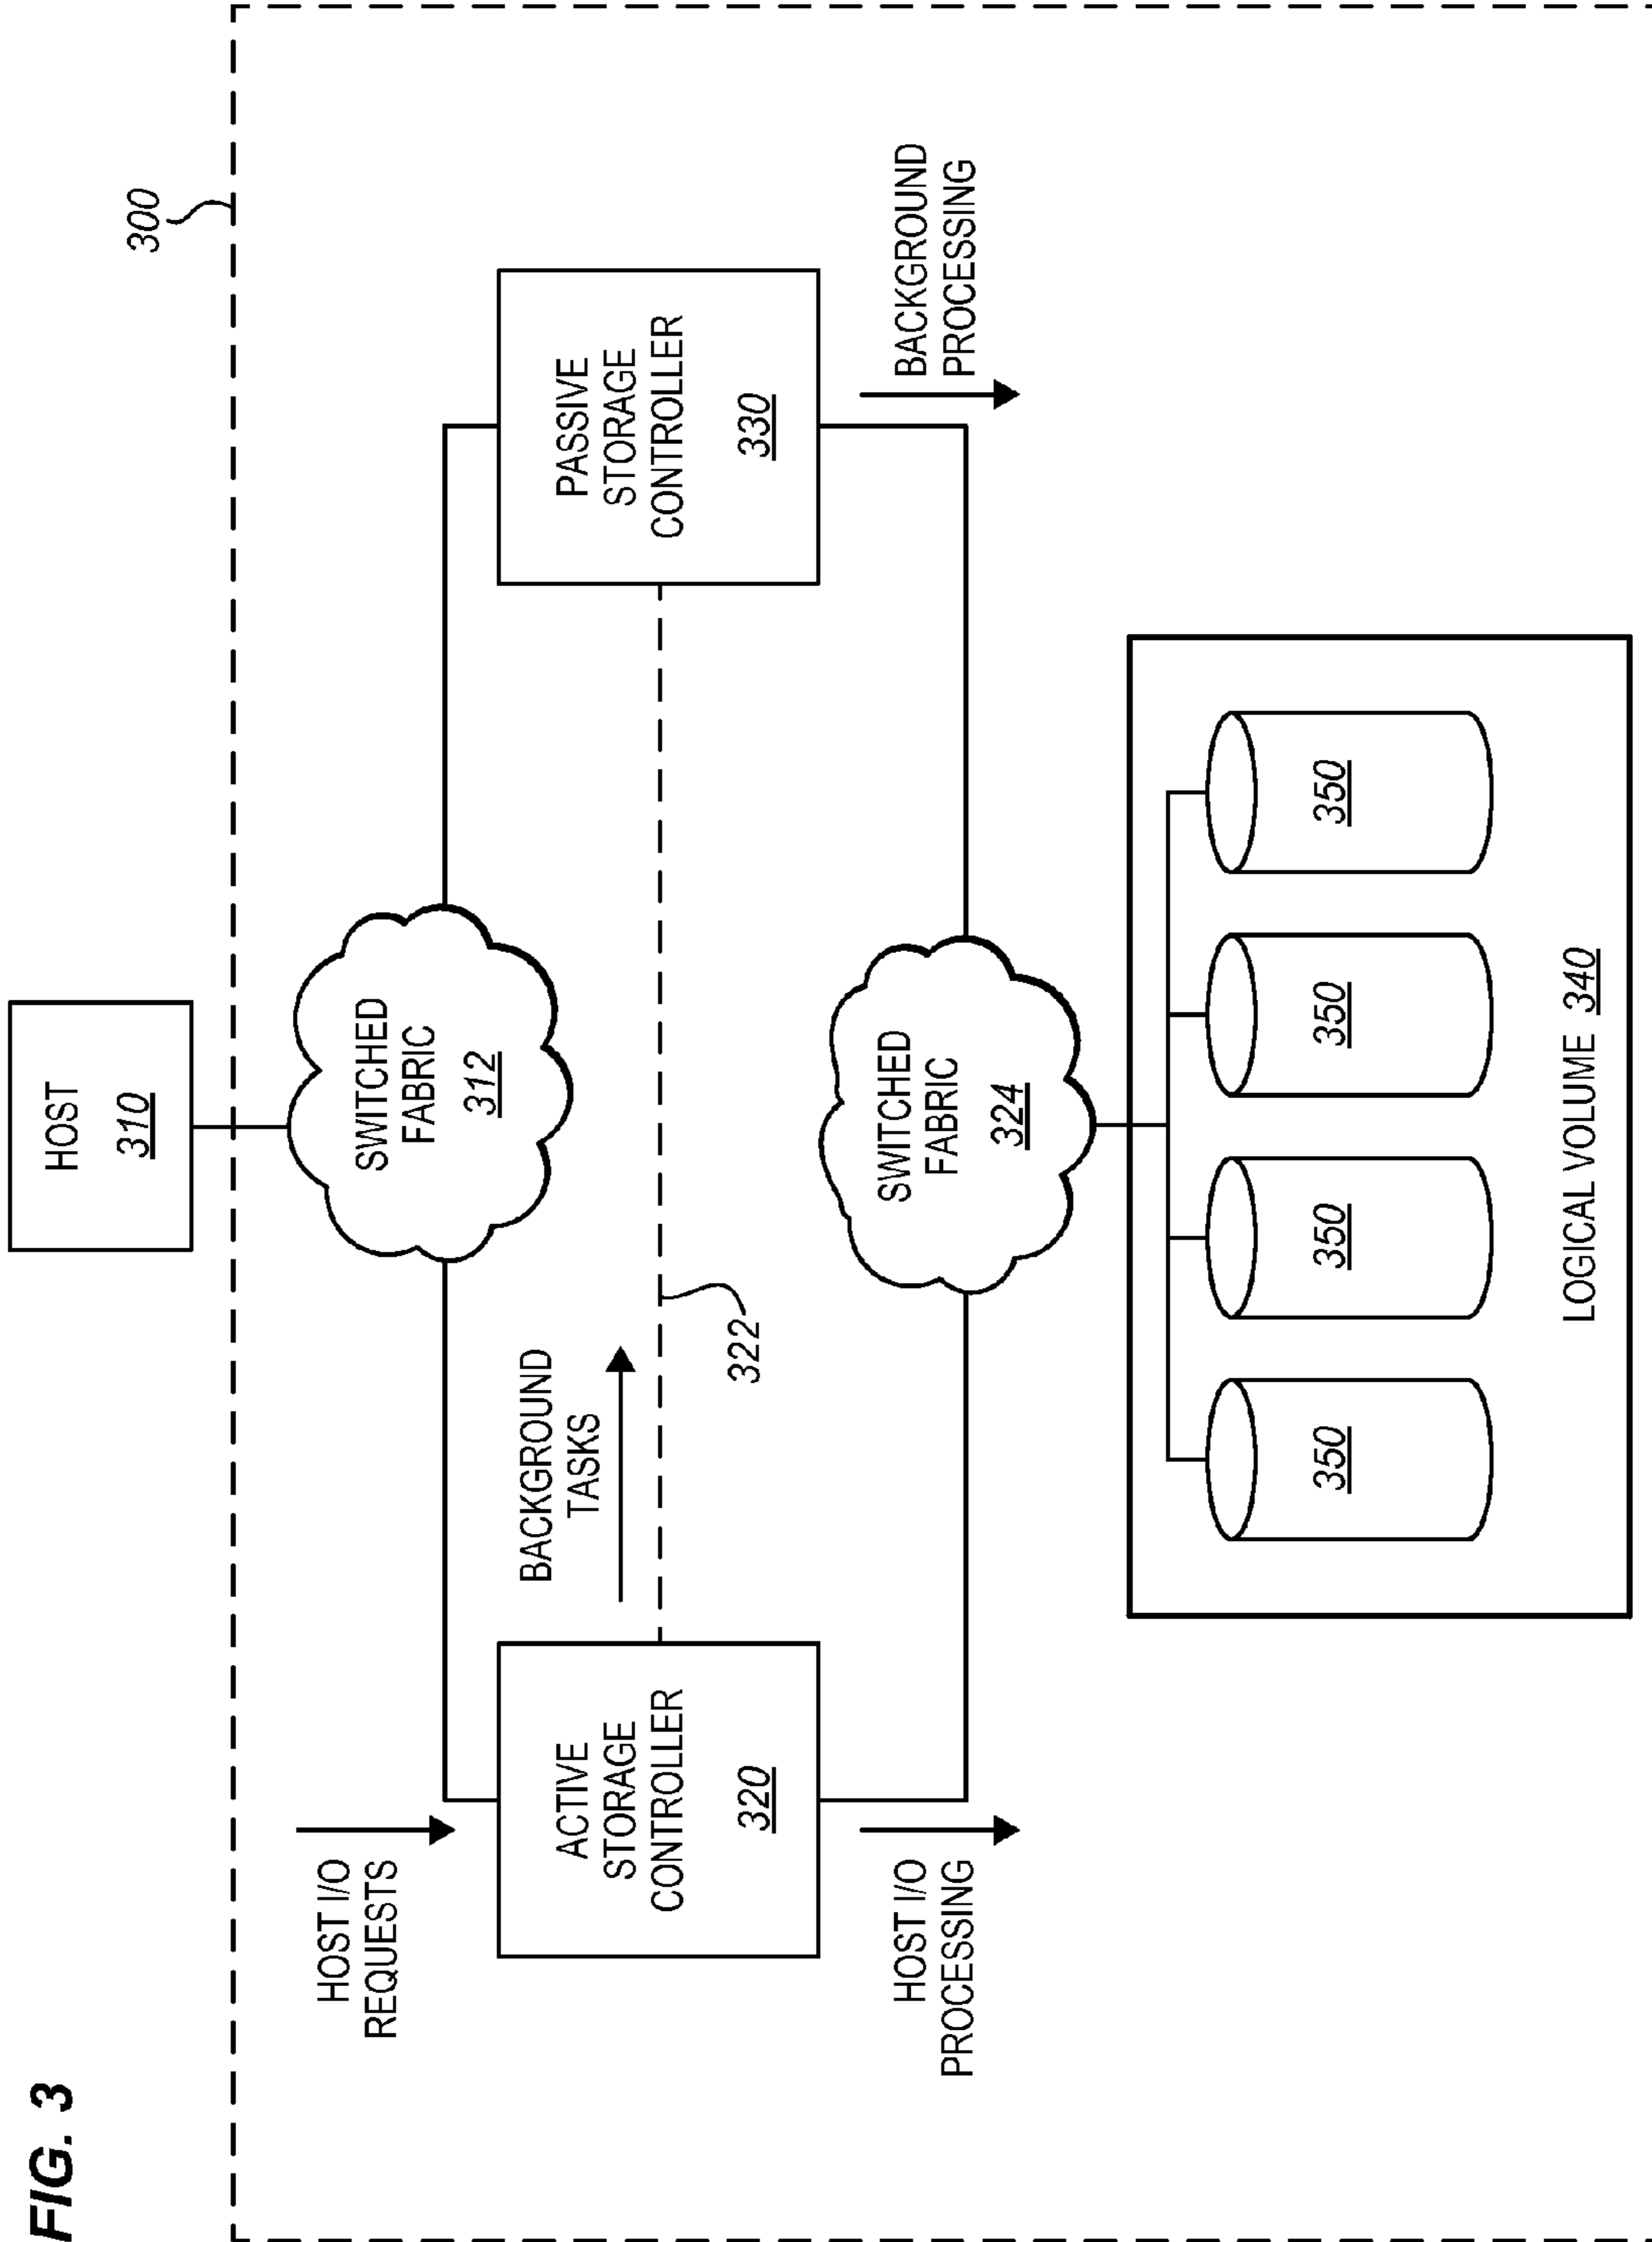 FIG. 3
HOST
310
300
SWITCHED
FABRIC
312
HOST I/O
REQUESTS
ACTIVE
STORAGE
CONTROLLER
320
BACKGROUND
TASKS
322
PASSIVE
STORAGE
CONTROLLER
330
HOST I/O
PROCESSING
SWITCHED
FABRIC
324
BACKGROUND
PROCESSING
350
350
350
350
LOGICAL VOLUME 340